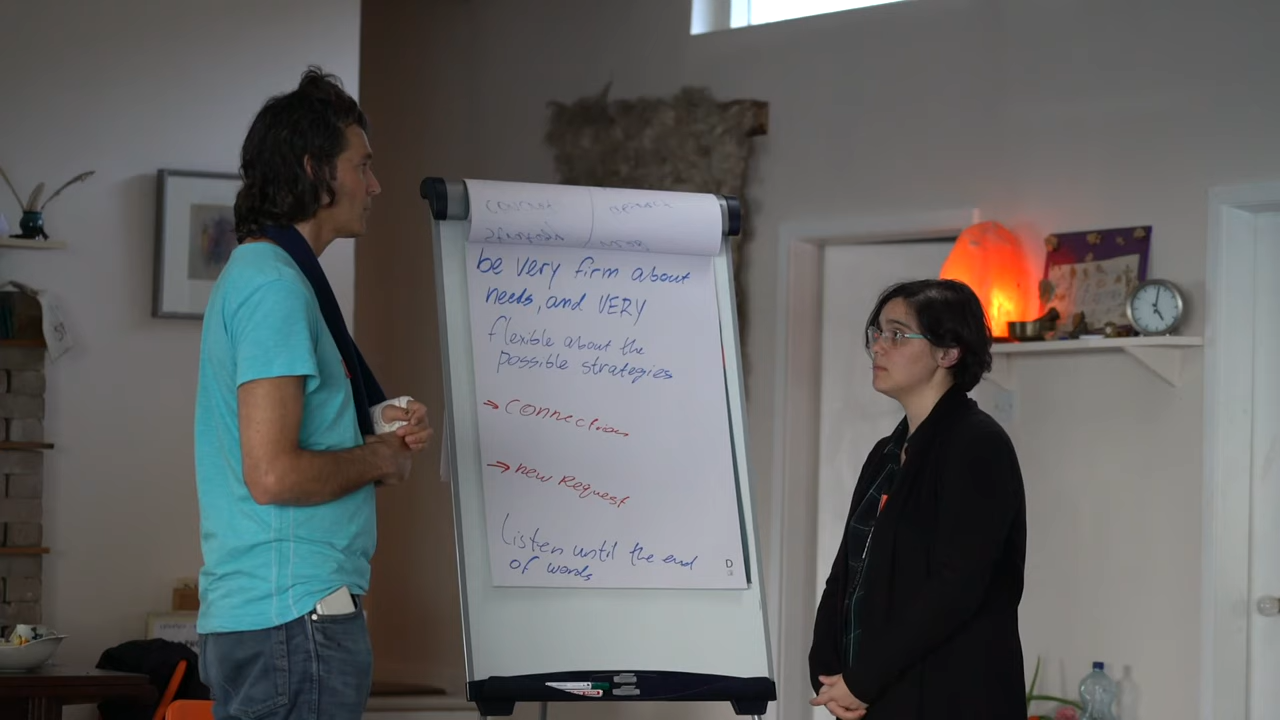 be very firm about
needs, and VERY
flexible about the
possible strategies
→ Connection
→ new Request
Listen until the end
of words
D